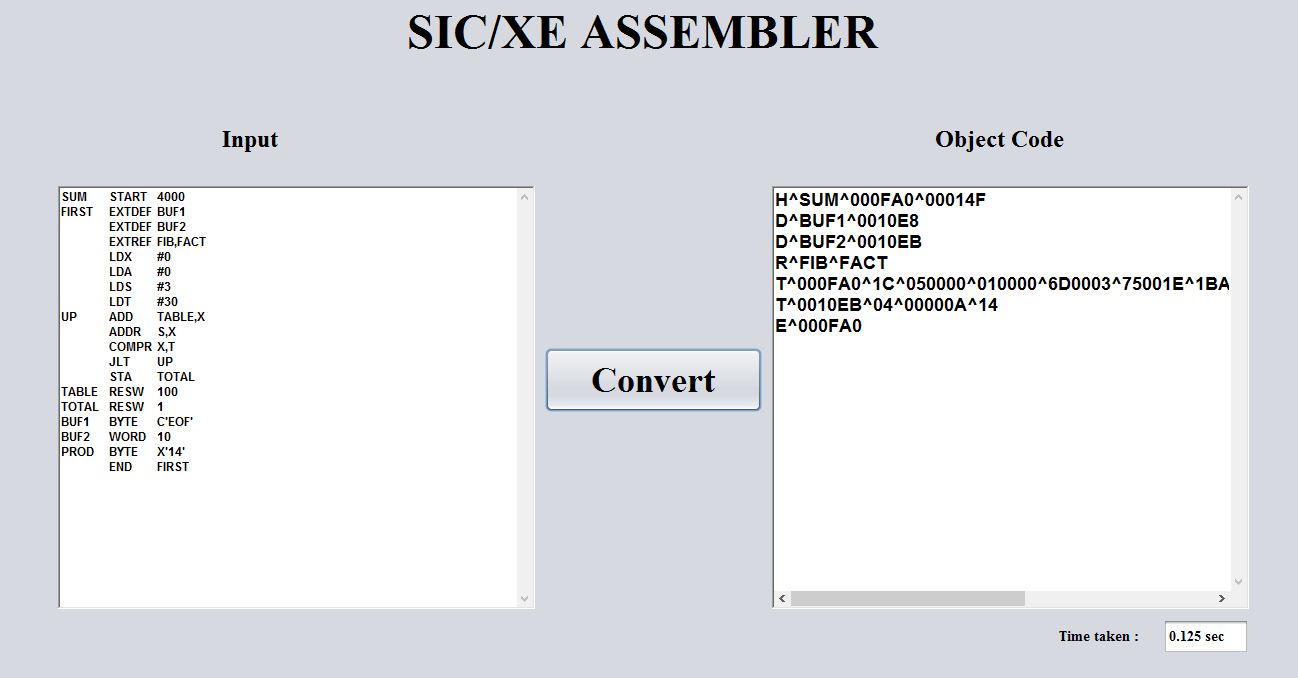 SIC/XE ASSEMBLER
Input
Object Code
SUM START 4000
FIRST EXTDEF BUF1
EXTDEF BUF2
EXTREF FIB,FACT
LDX #0
LDA #0
LDS #3
LDT #30
UP ADD TABLE,X
ADDR S,X
COMPR X,T
JLT UP
STA TOTAL
TABLE RESW 100
TOTAL RESW 1
BUF1 BYTE C'EOF'
BUF2 WORD 10
PROD BYTE X'14'
END FIRST
Convert
H^SUM^000FA0^00014F
D^BUF1^0010E8
D^BUF2^0010EB
R^FIB^FACT
T^000FA0^1C^050000^010000^6D0003^75001E^1BA
T^0010EB^04^00000A^14
E^000FA0
Time taken : 0.125 sec